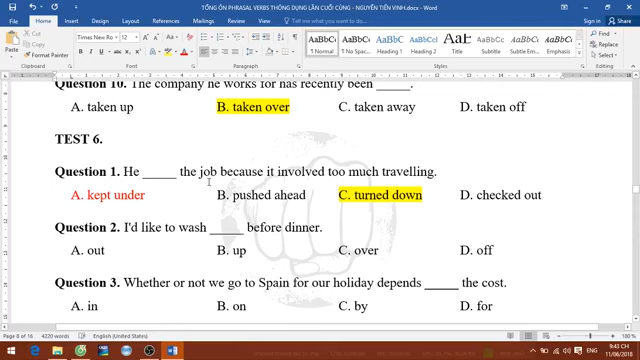 TỔNG ÔN PHRASAL VERBS THÔNG DỤNG LẦN CUỐI CÙNG - NGUYỄN TIẾN VINH.docx - Word
File Home Insert Design Layout References Mailings Review View Tell me what you want to do... Sign in Share
Cut
Copy
Format Painter
Paste
Clipboard
Times New Ro
Font
Paragraph
AaBbCcI AaBbCcI AaBbC AaBbCcI AaB AaBbCcC AaBbCcI
¶ Normal ¶ No Spac... Heading 1 Heading 2 Title Subtitle Subtle Em...
Styles
Find
Replace
Select
Editing
Question 10. The company he works for has recently been _____.
A. taken up B. taken over C. taken away D. taken off
TEST 6.
Question 1. He _____ the job because it involved too much travelling.
A. kept under B. pushed ahead C. turned down D. checked out
Question 2. I'd like to wash _____ before dinner.
A. out B. up C. over D. off
Question 3. Whether or not we go to Spain for our holiday depends _____ the cost.
A. in B. on C. by D. for
Page 8 of 16 4220 words English (United States) 180%
9:43 CH
11/06/2018